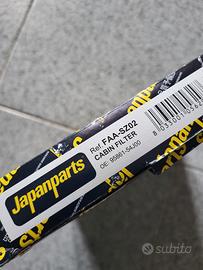 Japanparts
Ref. FAA-SZ02
CABIN FILTER
OE: 95861-54J00
subito